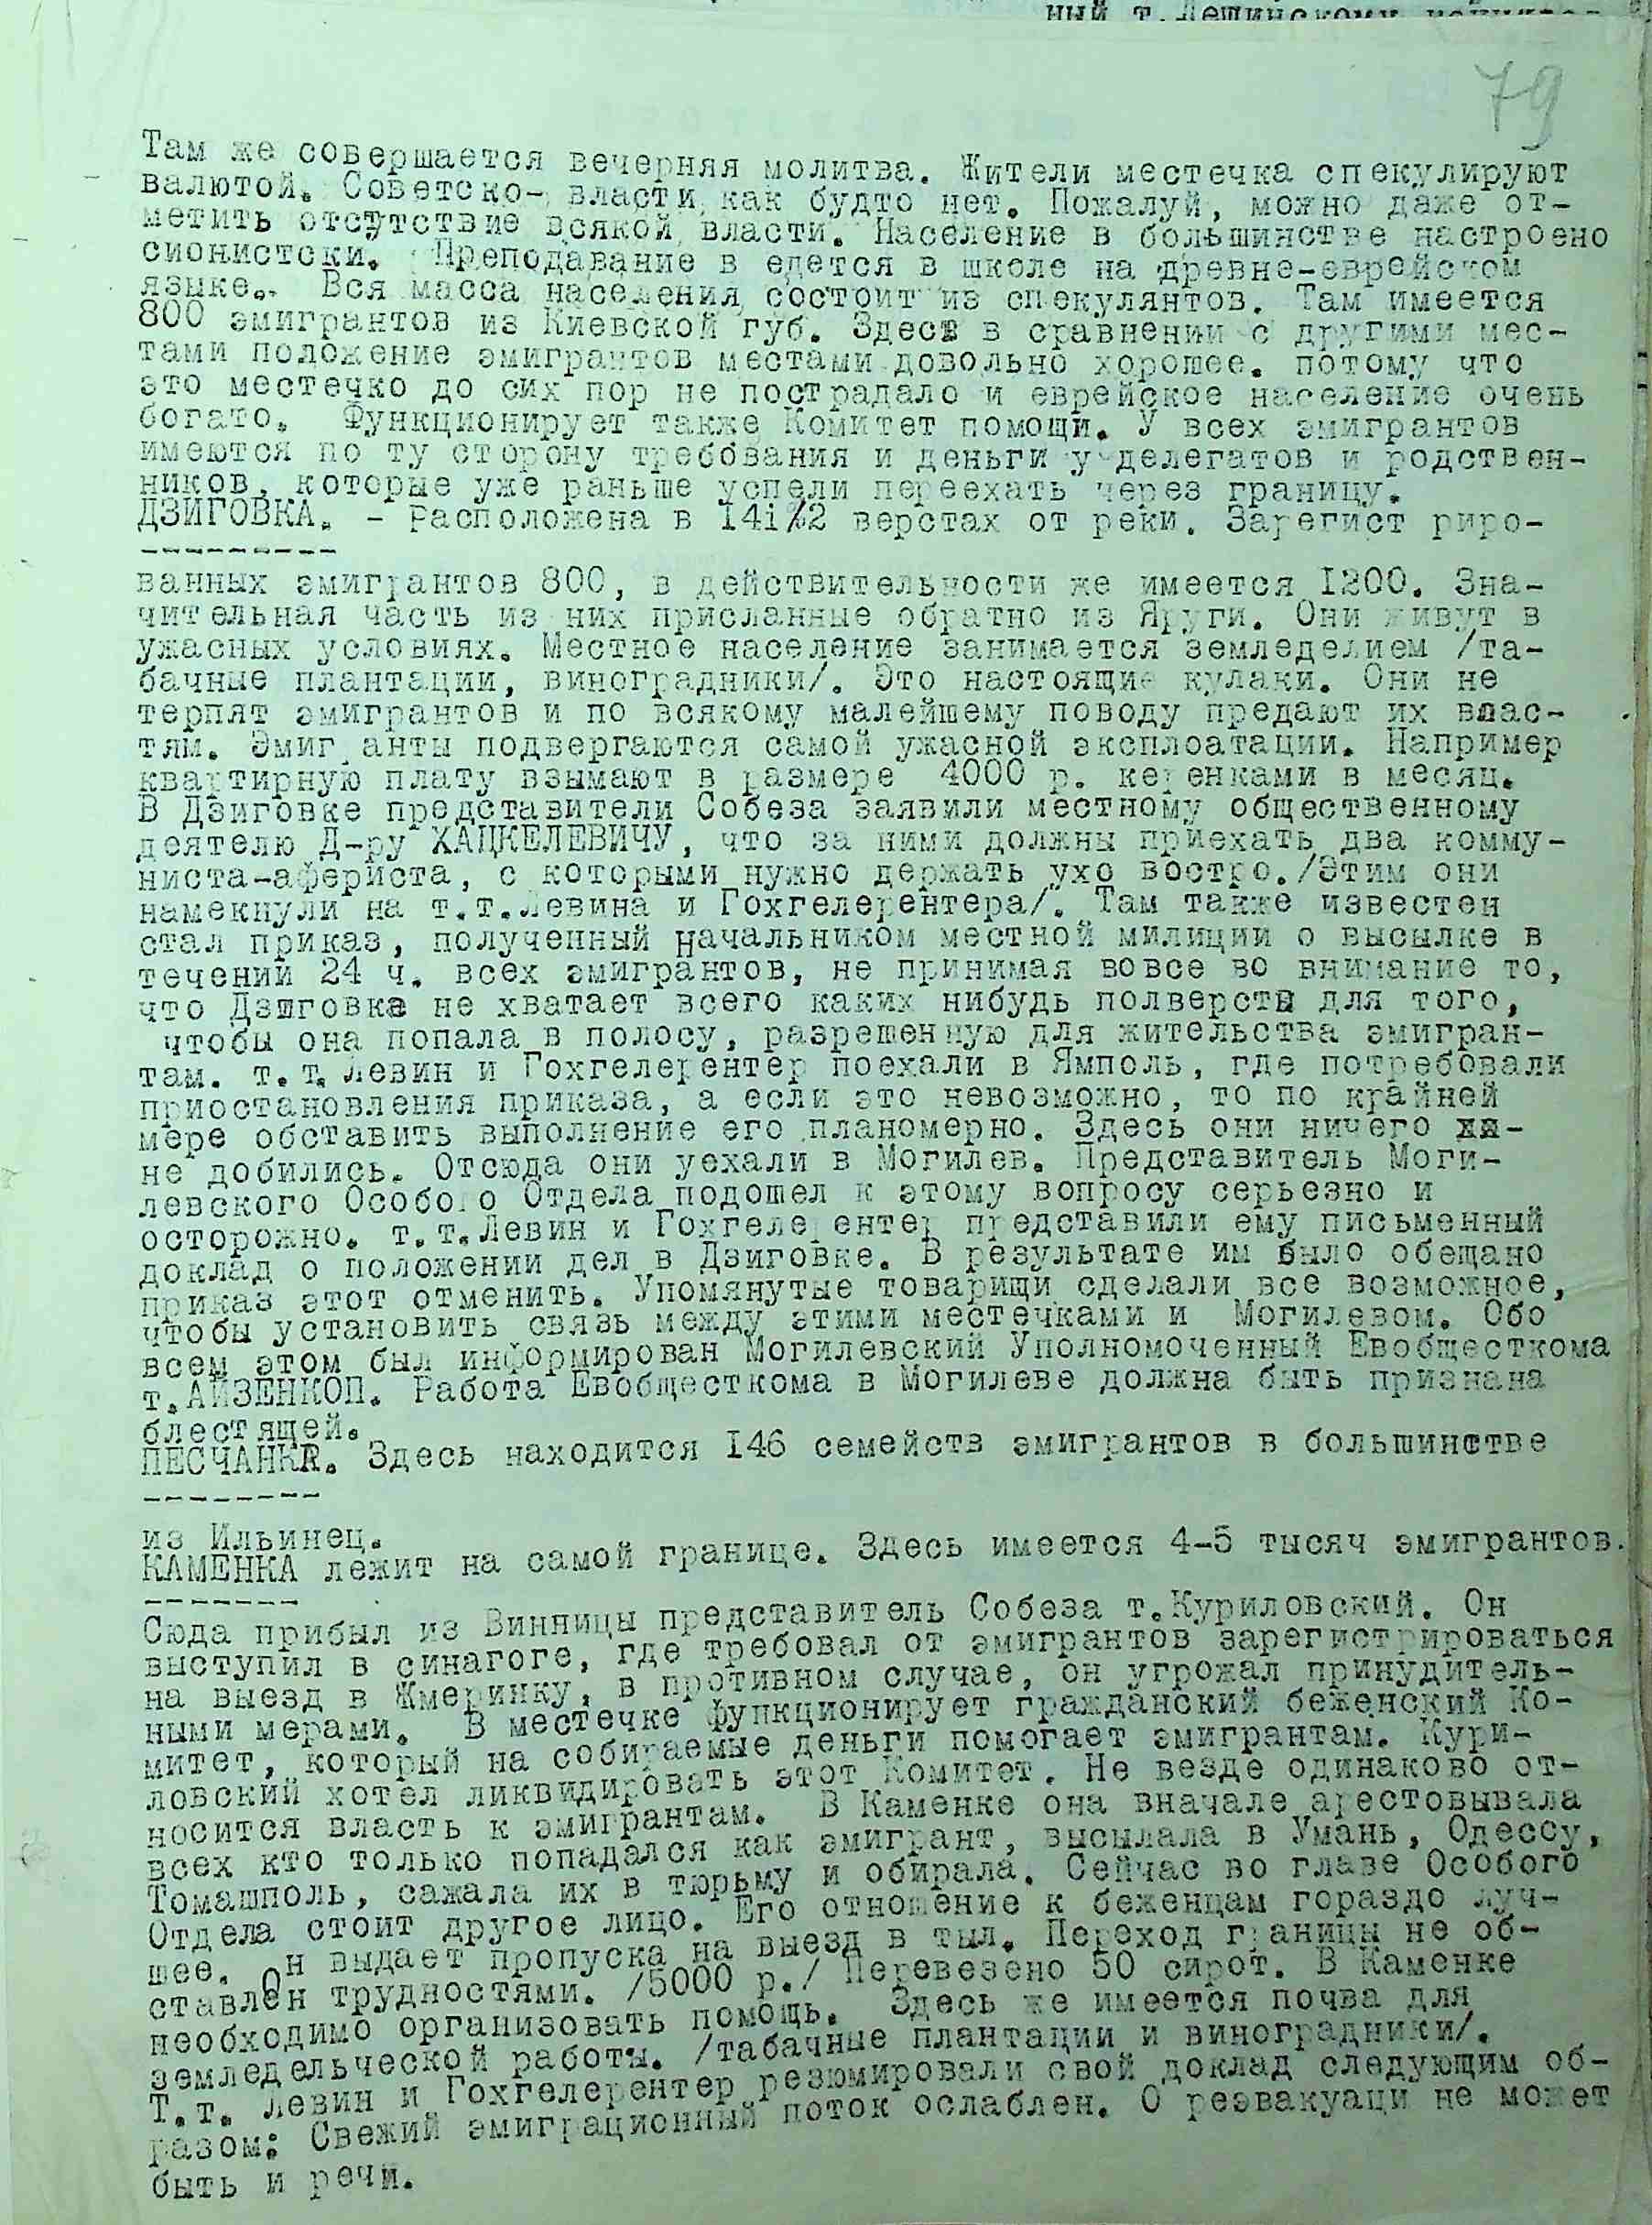 ный т.Лешинскому
79
Там же совершается вечерняя молитва. Жители местечка спекулируют
валютой. Советско- власти как будто нет. Пожалуй, можно даже от-
метить отсутствие всякой власти. Население в большинстве настроено
сионистски. Преподавание в едется в школе на древне-еврейском
языке. Вся масса населения состоит из спекулянтов. Там имеется
800 эмигрантов из Киевской губ. Здесь в сравнении с другими мес-
тами положение эмигрантов местами довольно хорошее. потому что
это местечко до сих пор не пострадало и еврейское население очень
богато. Функционирует также Комитет помощи. У всех эмигрантов
имеются по ту сторону требования и деньги у делегатов и родствен-
ников, которые уже раньше успели переехать через границу.
ДЗИГОВКА. - Расположена в 14i/2 верстах от реки. Зарегист риро-
---------
ванных эмигрантов 800, в действительности же имеется 1200. Зна-
чительная часть из них присланные обратно из Яруги. Они живут в
ужасных условиях. Местное население занимается земледелием /та-
бачные плантации, виноградники/. Это настоящие кулаки. Они не
терпят эмигрантов и по всякому малейшему поводу предают их влас-
тям. Эмигранты подвергаются самой ужасной эксплоатации. Например
квартирную плату взымают в размере 4000 р. керенками в месяц.
В Дзиговке представители Собеза заявили местному общественному
деятелю Д-ру ХАЦКЕЛЕВИЧУ, что за ними должны приехать два комму-
ниста-афериста, с которыми нужно держать ухо востро./Этим они
намекнули на т.т.Левина и Гохгелерентера/. Там также известен
стал приказ, полученный начальником местной милиции о высылке в
течении 24 ч. всех эмигрантов, не принимая вовсе во внимание то,
что Дзиговке не хватает всего каких нибудь полверсты для того,
чтобы она попала в полосу, разрешенную для жительства эмигран-
там. т.т. Левин и Гохгелерентер поехали в Ямполь, где потребовали
приостановления приказа, а если это невозможно, то по крайней
мере обставить выполнение его планомерно. Здесь они ничего хх-
не добились. Отсюда они уехали в Могилев. Представитель Моги-
левского Особого Отдела подошел к этому вопросу серьезно и
осторожно. т.т.Левин и Гохгелерентер представили ему письменный
доклад о положении дел в Дзиговке. В результате им было обещано
приказ этот отменить. Упомянутые товарищи сделали все возможное,
чтобы установить связь между этими местечками и Могилевом. Обо
всем этом был информирован Могилевский Уполномоченный Евобщесткома
т.АЙЗЕНКОП. Работа Евобщесткома в Могилеве должна быть признана
блестящей.
ПЕСЧАНКА. Здесь находится 146 семейств эмигрантов в большинстве
--------
из Ильинец.
КАМЕНКА лежит на самой границе. Здесь имеется 4-5 тысяч эмигрантов.
-------
Сюда прибыл из Винницы представитель Собеза т.Куриловский. Он
выступил в синагоге, где требовал от эмигрантов зарегистрироваться
на выезд в Жмеринку, в противном случае, он угрожал принудитель-
ными мерами. В местечке функционирует гражданский беженский Ко-
митет, который на собираемые деньги помогает эмигрантам. Кури-
ловский хотел ликвидировать этот Комитет. Не везде одинаково от-
носится власть к эмигрантам. В Каменке она вначале арестовывала
всех кто только попадался как эмигрант, высылала в Умань, Одессу,
Томашполь, сажала их в тюрьму и обирала. Сейчас во главе Особого
Отдела стоит другое лицо. Его отношение к беженцам гораздо луч-
шее. Он выдает пропуска на выезд в тыл. Переход границы не об-
ставлен трудностями. /5000 р./ Перевезено 50 сирот. В Каменке
необходимо организовать помощь. Здесь же имеется почва для
земледельческой работы. /табачные плантации и виноградники/.
Т.т. Левин и Гохгелерентер резюмировали свой доклад следующим об-
разом: Свежий эмиграционный поток ослаблен. О реэвакуаци не может
быть и речи.